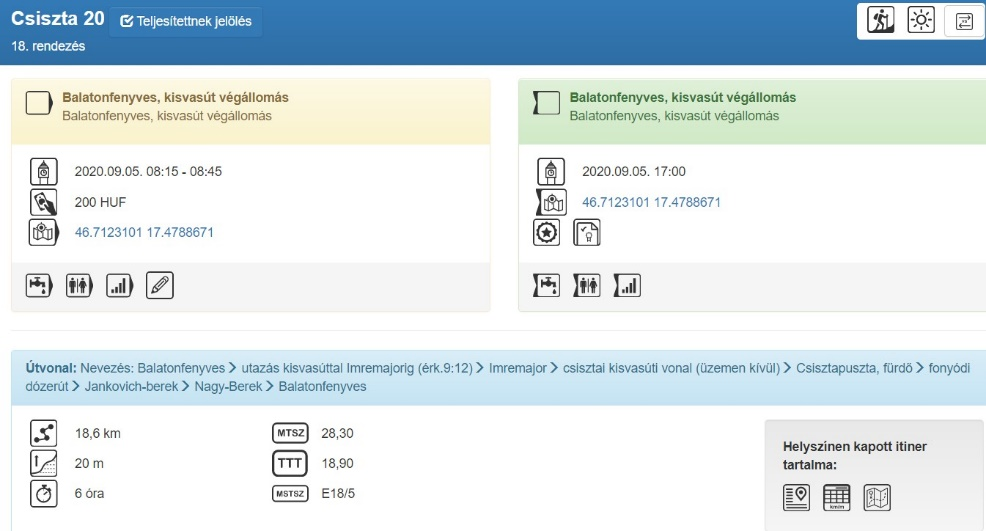 Csiszta 20
Teljesítettnek jelölés
18. rendezés
Balatonfenyves, kisvasút végállomás
Balatonfenyves, kisvasút végállomás
2020.09.05. 08:15 - 08:45
200 HUF
46.7123101 17.4788671
Balatonfenyves, kisvasút végállomás
Balatonfenyves, kisvasút végállomás
2020.09.05. 17:00
46.7123101 17.4788671
Útvonal: Nevezés: Balatonfenyves > utazás kisvasúttal Imremajorig (érk.9:12) > Imremajor > csisztai kisvasúti vonal (üzemen kívül) > Csisztapuszta, fürdő > fonyódi
dózerút > Jankovich-berek > Nagy-Berek > Balatonfenyves
18,6 km
20 m
6 óra
MTSZ 28,30
TTT 18,90
MSTSZ E18/5
Helyszínen kapott itiner
tartalma:
km/m